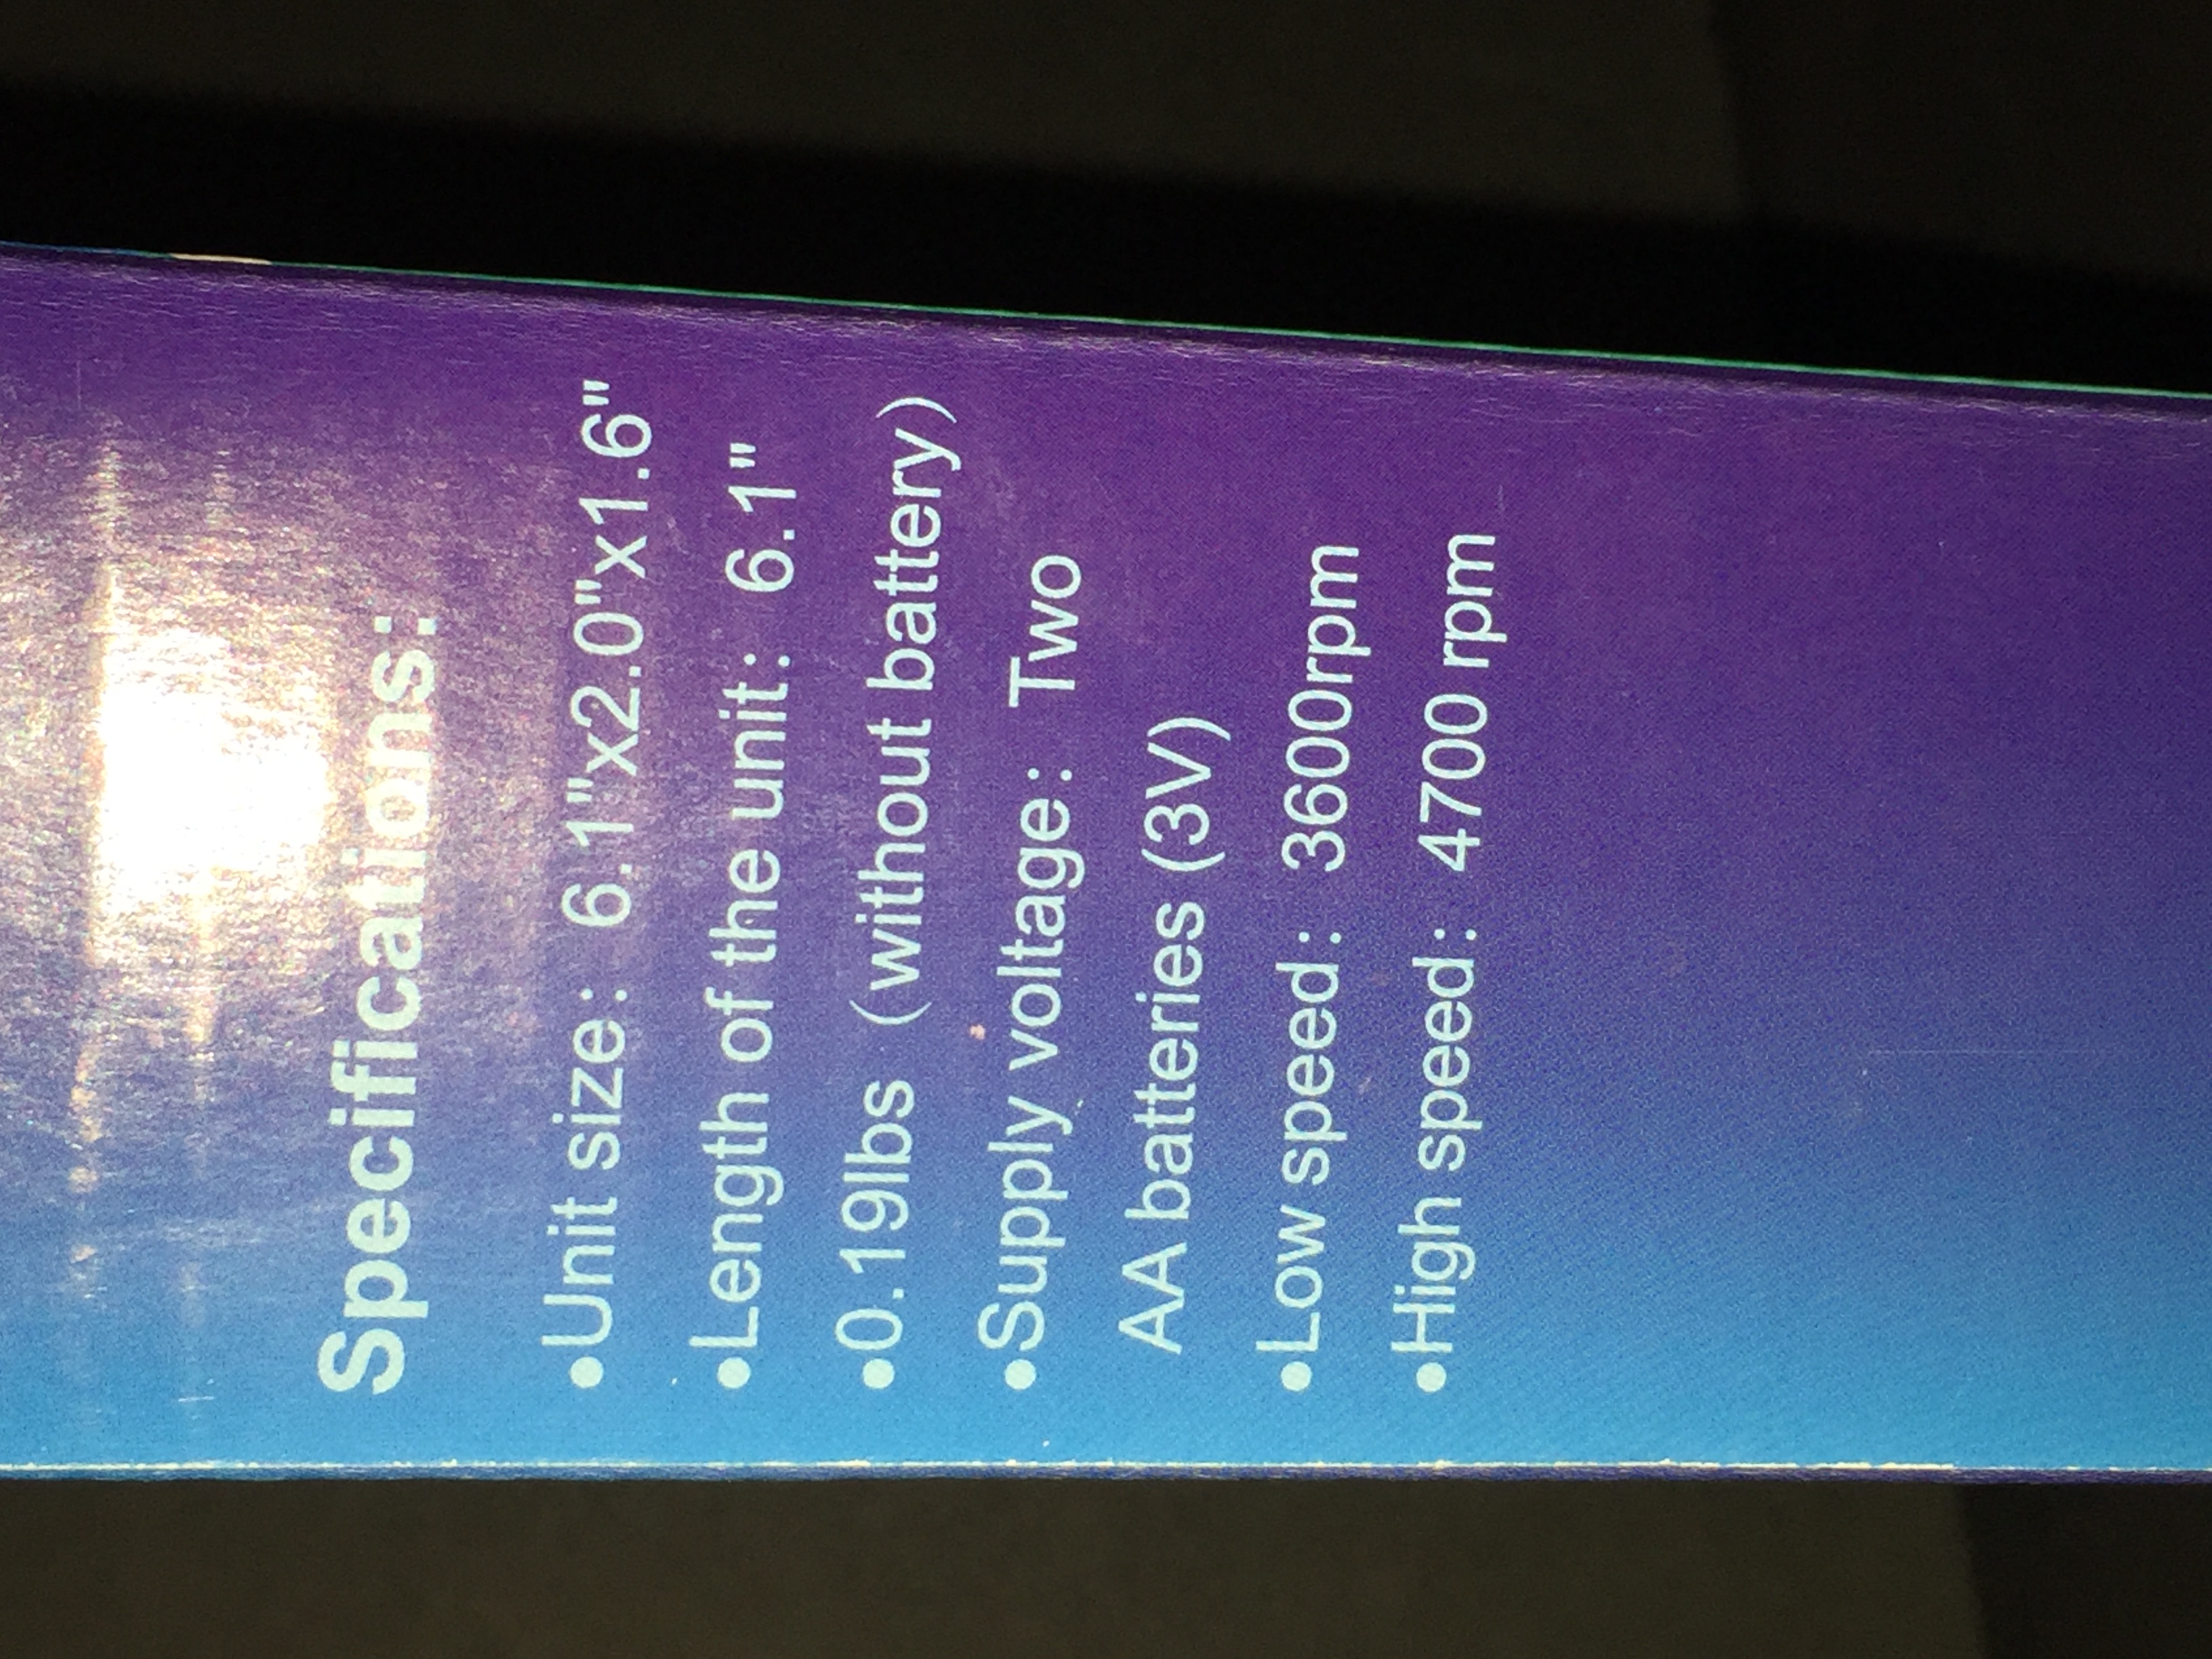 Specifications:
•Unit size: 6.1"x2.0"x1.6"
•Length of the unit: 6.1"
•0.19lbs (without battery)
•Supply voltage: Two
AA batteries (3V)
•Low speed: 3600rpm
•High speed: 4700 rpm